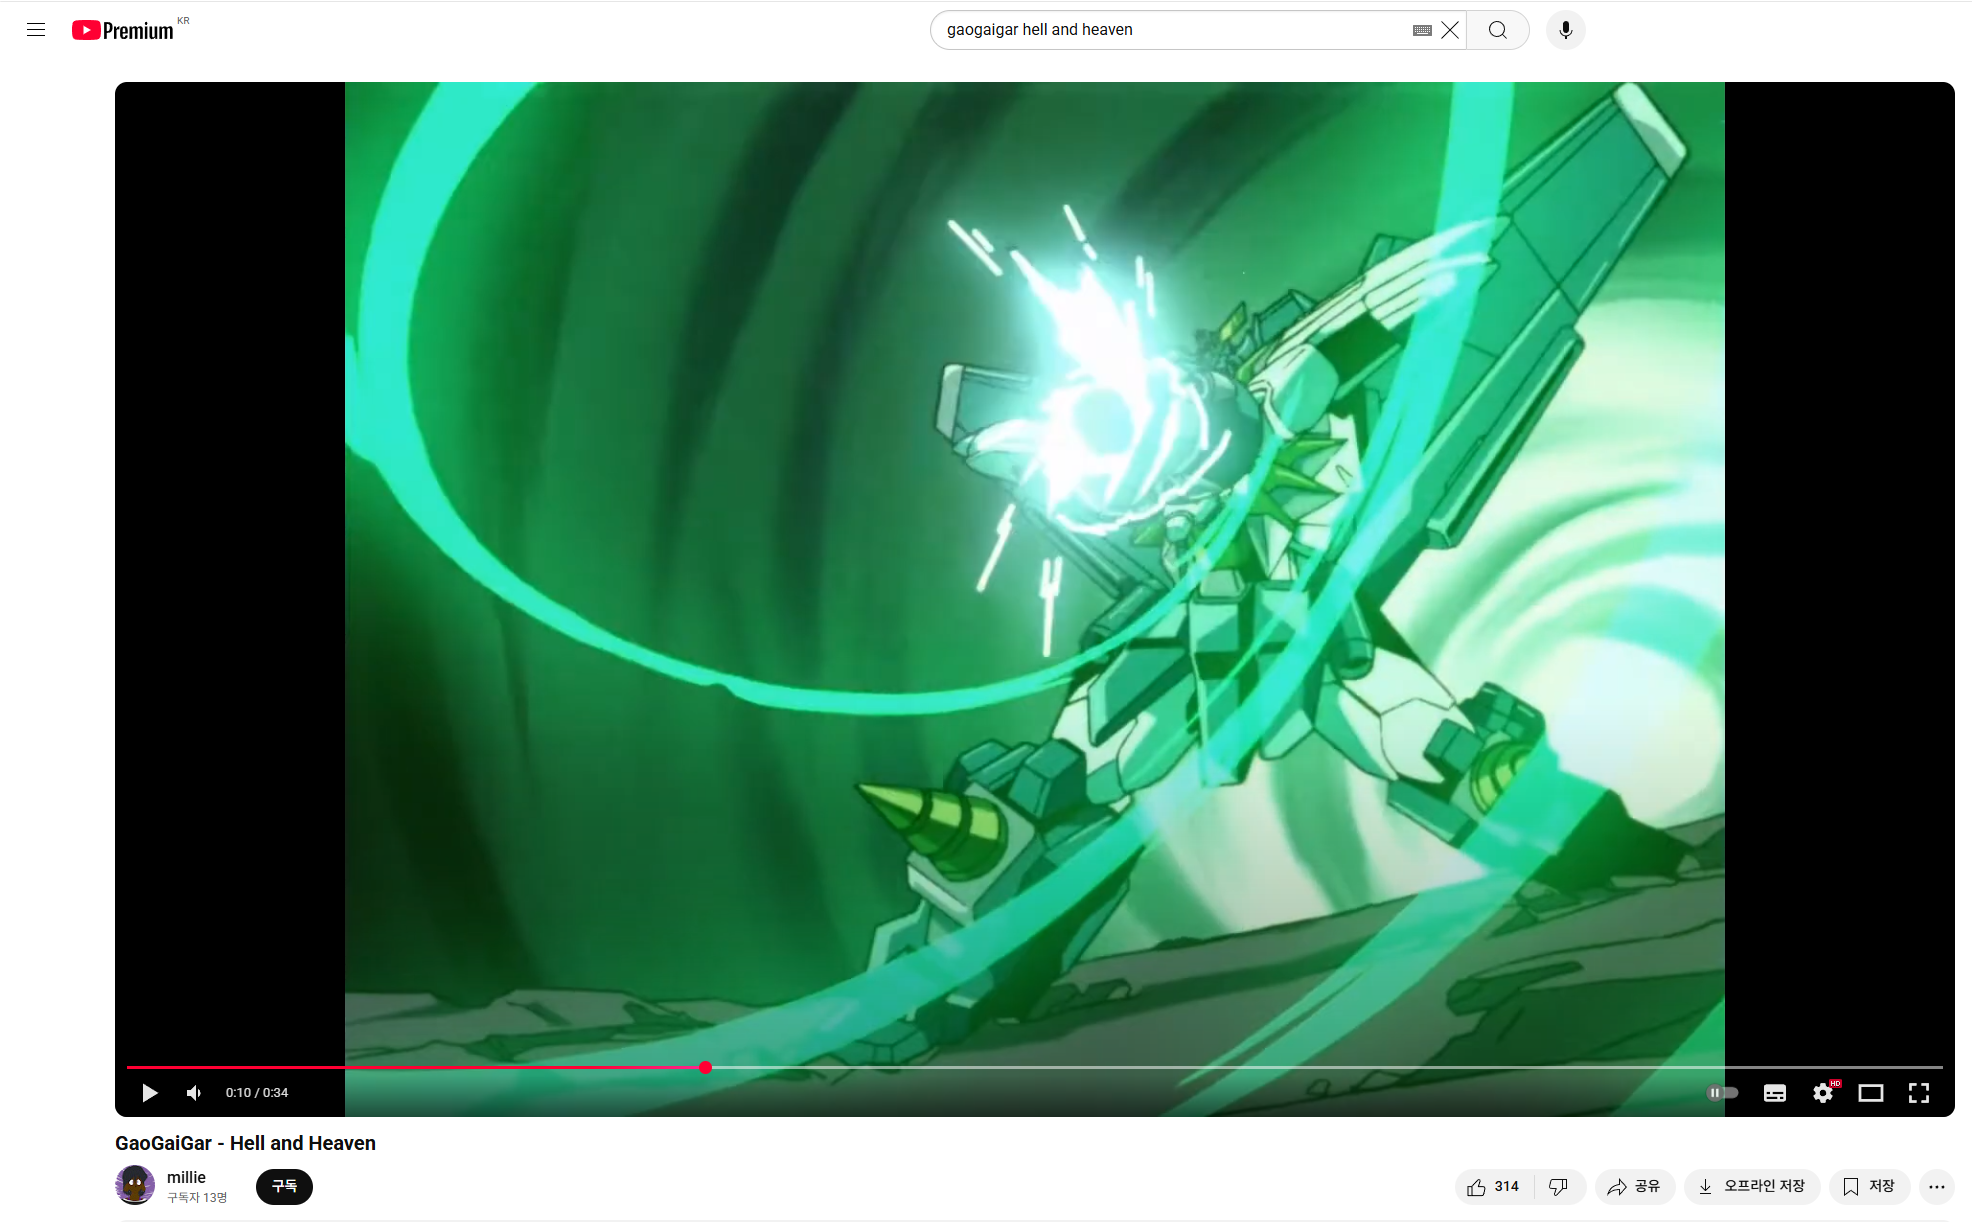 Premium KR
gaogaigar hell and heaven
0:10 / 0:34
HD
GaoGaiGar - Hell and Heaven
millie
구독자 13명
구독
314
공유
오프라인 저장
저장